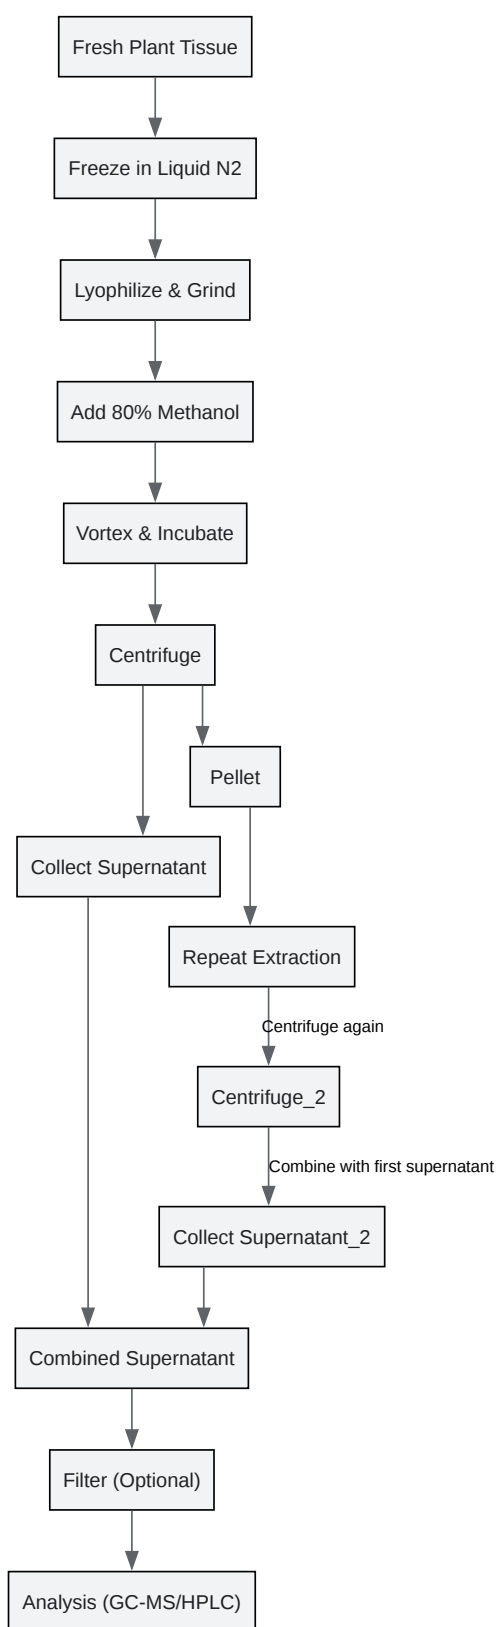 Fresh Plant Tissue
Freeze in Liquid N2
Lyophilize & Grind
Add 80% Methanol
Vortex & Incubate
Centrifuge
Pellet
Collect Supernatant
Repeat Extraction
Centrifuge again
Centrifuge_2
Combine with first supernatant
Collect Supernatant_2
Combined Supernatant
Filter (Optional)
Analysis (GC-MS/HPLC)